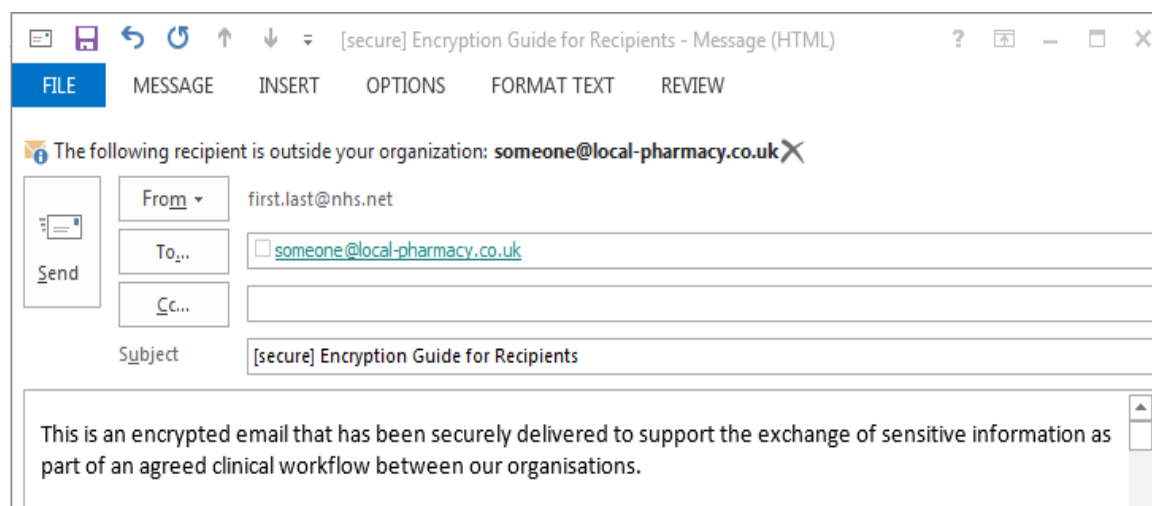 [secure] Encryption Guide for Recipients - Message (HTML) ?
FILE MESSAGE INSERT OPTIONS FORMAT TEXT REVIEW
The following recipient is outside your organization: someone@local-pharmacy.co.uk
From first.last@nhs.net
To... someone@local-pharmacy.co.uk
Send
Cc...
Subject [secure] Encryption Guide for Recipients
This is an encrypted email that has been securely delivered to support the exchange of sensitive information as
part of an agreed clinical workflow between our organisations.